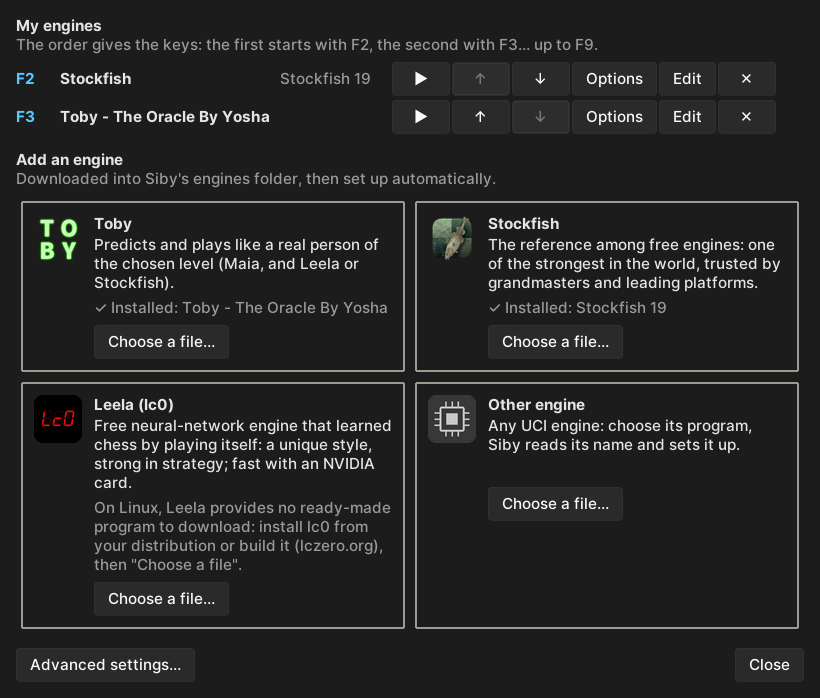 My engines
The order gives the keys: the first starts with F2, the second with F3... up to F9.
F2 Stockfish Stockfish 19 ▶ ↑ ↓ Options Edit ✕
F3 Toby - The Oracle By Yosha ▶ ↑ ↓ Options Edit ✕
Add an engine
Downloaded into Siby's engines folder, then set up automatically.
TO
BY
Toby
Predicts and plays like a real person of
the chosen level (Maia, and Leela or
Stockfish).
✓ Installed: Toby - The Oracle By Yosha
Choose a file...
Stockfish
The reference among free engines: one
of the strongest in the world, trusted by
grandmasters and leading platforms.
✓ Installed: Stockfish 19
Choose a file...
Lc0
Leela (lc0)
Free neural-network engine that learned
chess by playing itself: a unique style,
strong in strategy; fast with an NVIDIA
card.
On Linux, Leela provides no ready-made
program to download: install lc0 from
your distribution or build it (lczero.org),
then "Choose a file".
Choose a file...
Other engine
Any UCI engine: choose its program,
Siby reads its name and sets it up.
Choose a file...
Advanced settings...
Close